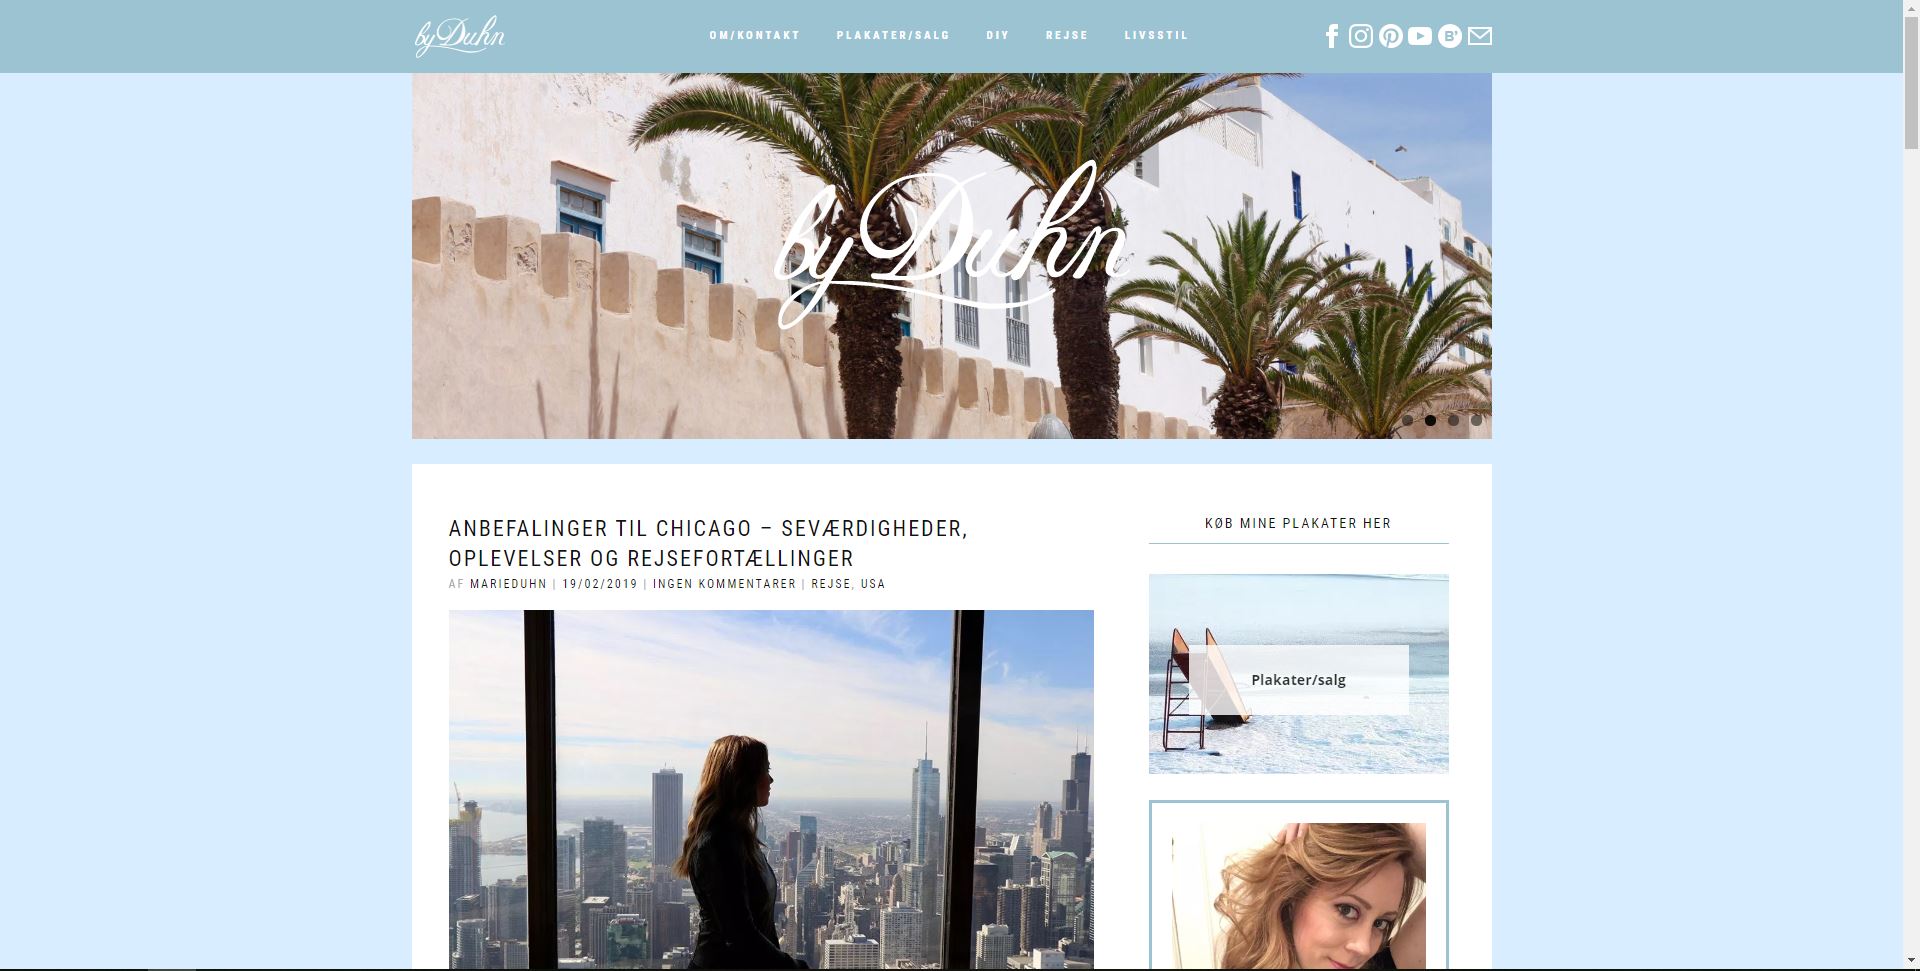 byDuhn
OM/KONTAKT
PLAKATER/SALG
DIY
REJSE
LIVSSTIL
byDuhn
ANBEFALINGER TIL CHICAGO – SEVÆRDIGHEDER,
OPLEVELSER OG REJSEFORTÆLLINGER
AF MARIEDUHN | 19/02/2019 | INGEN KOMMENTARER | REJSE, USA
KØB MINE PLAKATER HER
Plakater/salg